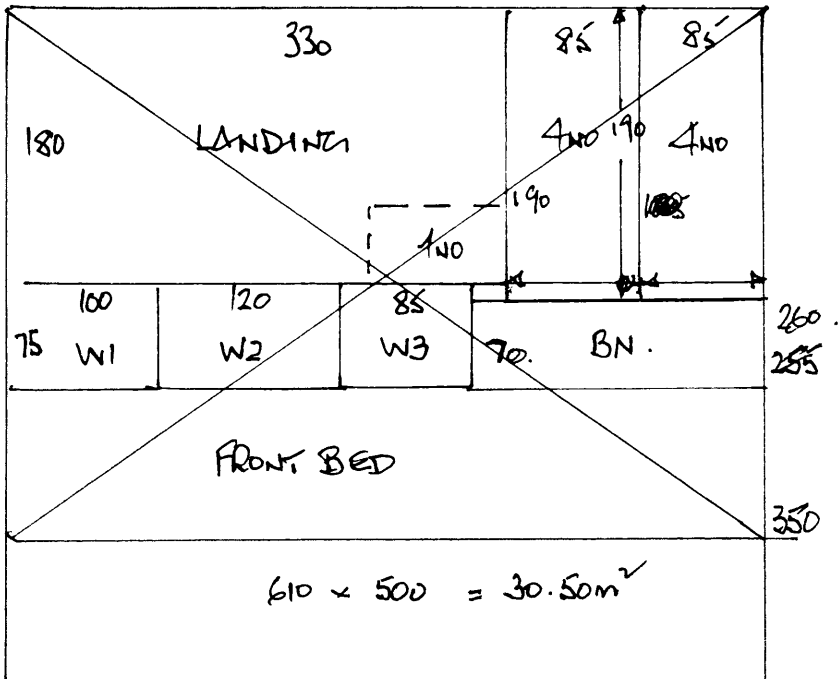 330
85
85
180
LANDING
4NO
190
4NO
190
1NO
100
120
85
260.
75
W1
W2
W3
70.
BN.
255
FRONT BED
350
610 x 500 = 30.50m²